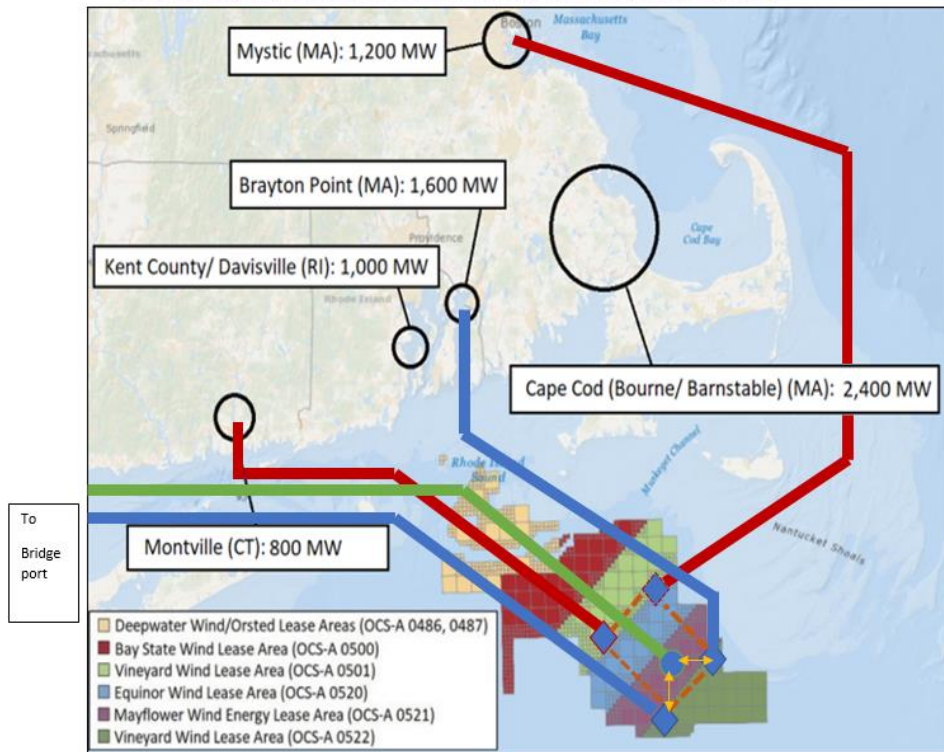 Boston
Massachusetts
Bay
Mystic (MA): 1,200 MW
Springfield
Brayton Point (MA): 1,600 MW
Providence
Cape
Cod Bay
Kent County/ Davisville (RI): 1,000 MW
Rhode Island
Cape Cod (Bourne/ Barnstable) (MA): 2,400 MW
Rhode Island
Sound
Muskeget Channel
To
Bridge
port
Montville (CT): 800 MW
Nantucket Shoals
Deepwater Wind/Orsted Lease Areas (OCS-A 0486, 0487)
Bay State Wind Lease Area (OCS-A 0500)
Vineyard Wind Lease Area (OCS-A 0501)
Equinor Wind Lease Area (OCS-A 0520)
Mayflower Wind Energy Lease Area (OCS-A 0521)
Vineyard Wind Lease Area (OCS-A 0522)